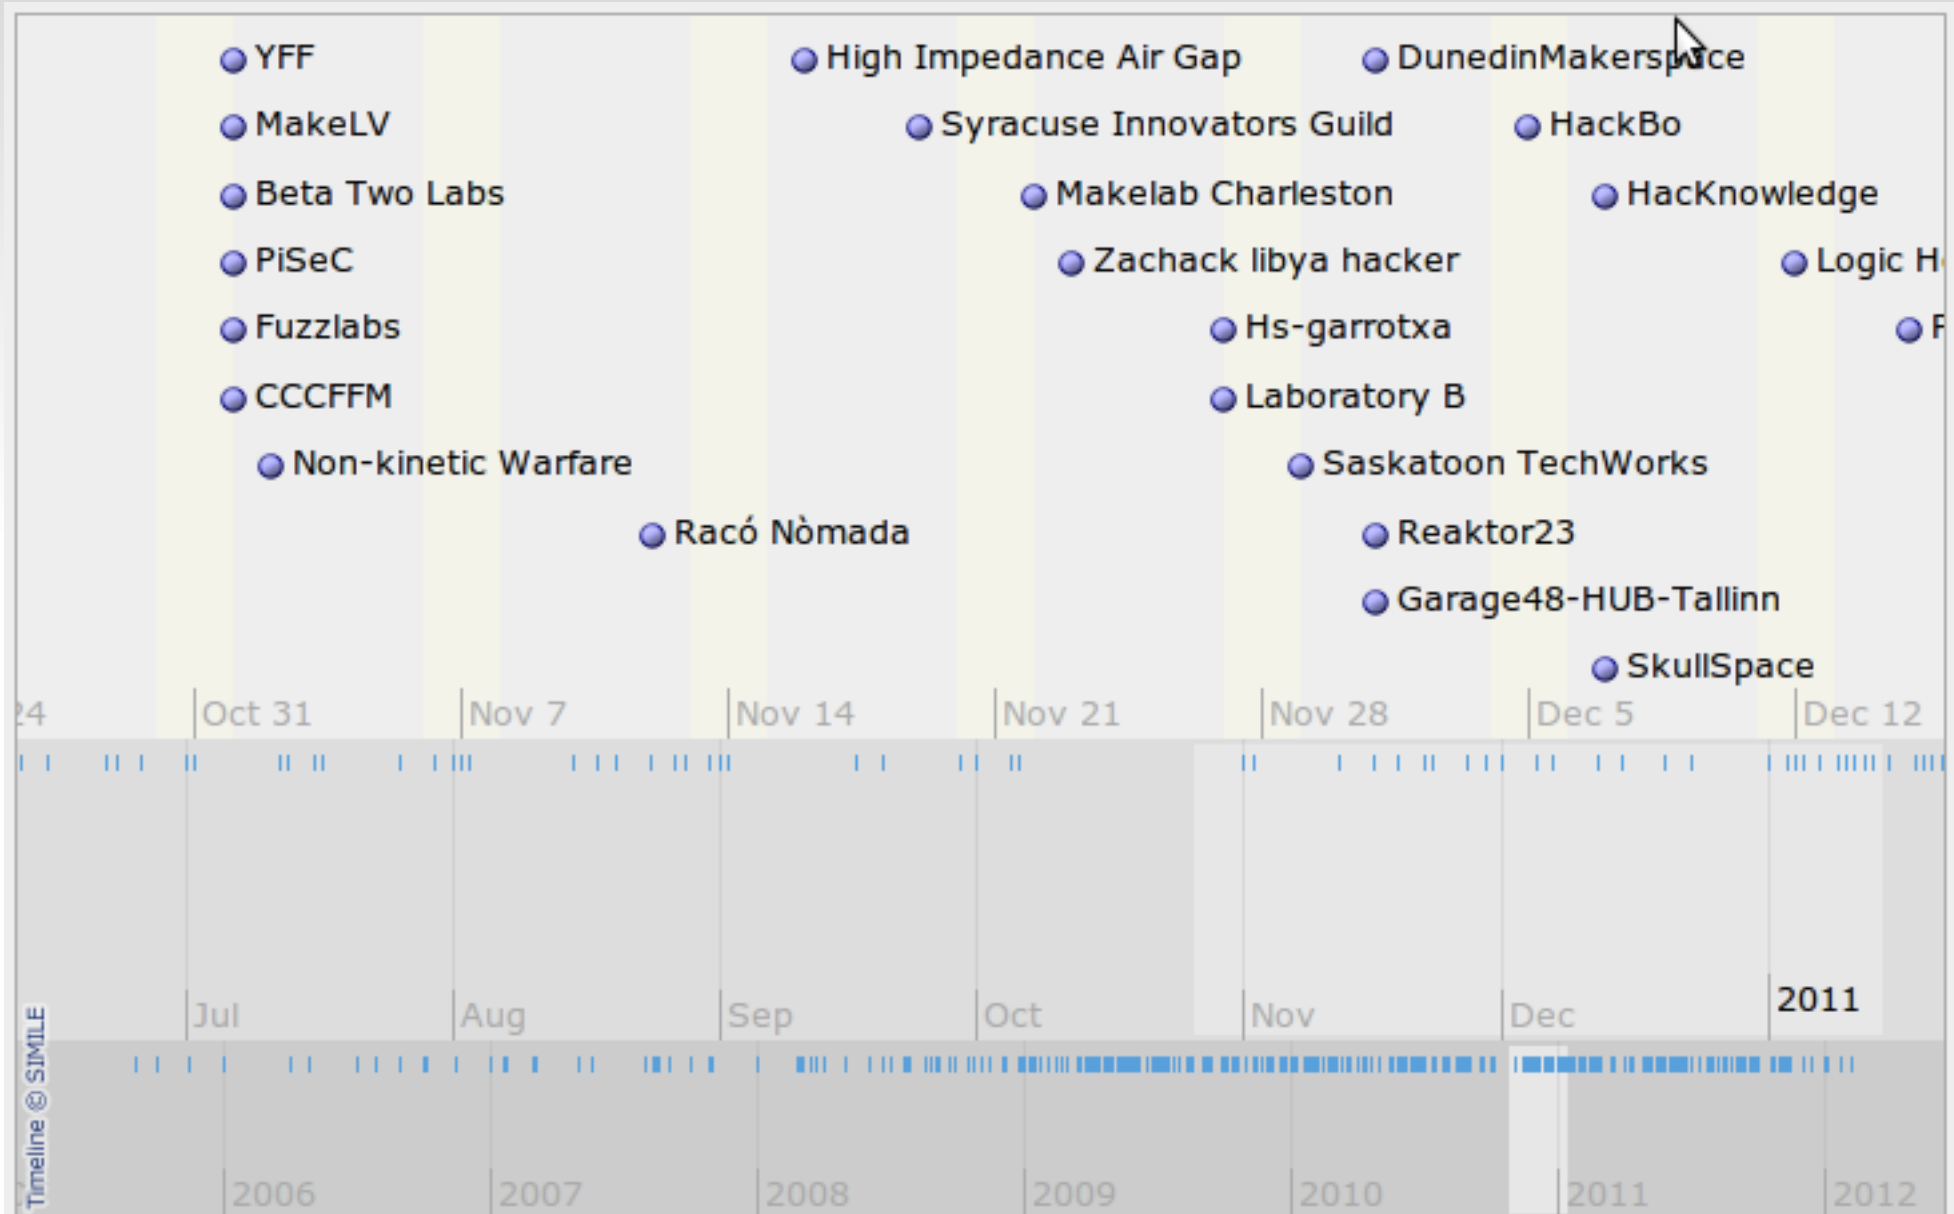 YFF High Impedance Air Gap DunedinMakerspace
MakeLV Syracuse Innovators Guild HackBo
Beta Two Labs Makelab Charleston HacKnowledge
PiSeC Zachack libya hacker Logic
Fuzzlabs Hs-garrotxa
CCCFFM Laboratory B
Non-kinetic Warfare Saskatoon TechWorks
Racó Nòmada Reaktor23
Garage48-HUB-Tallinn
SkullSpace
24 Oct 31 Nov 7 Nov 14 Nov 21 Nov 28 Dec 5 Dec 12
Jul Aug Sep Oct Nov Dec 2011
2006 2007 2008 2009 2010 2011 2012
Timeline © SIMILE